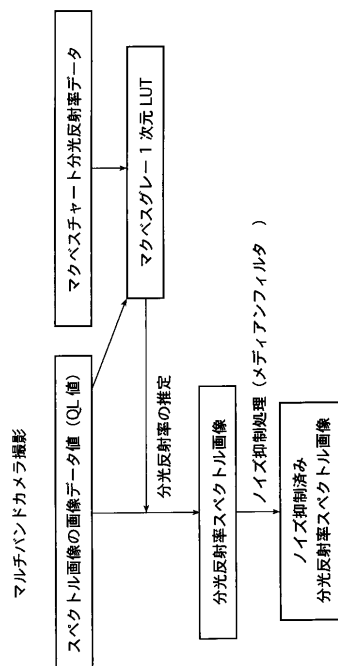 マルチバンドカメラ撮影
スペクトル画像の画像データ値（QL 値）
マクベスチャート分光反射率データ
マクベスグレー 1 次元 LUT
分光反射率の推定
分光反射率スペクトル画像
ノイズ抑制処理（メディアンフィルタ ）
ノイズ抑制済み
分光反射率スペクトル画像